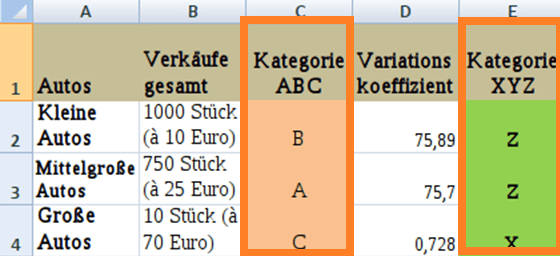 A B C D E
1 Autos Verkäufe gesamt Kategorie ABC Variations koeffizient Kategorie XYZ
2 Kleine Autos 1000 Stück (à 10 Euro) B 75,89 Z
3 Mittelgroße Autos 750 Stück (à 25 Euro) A 75,7 Z
4 Große Autos 10 Stück (à 70 Euro) C 0,728 X